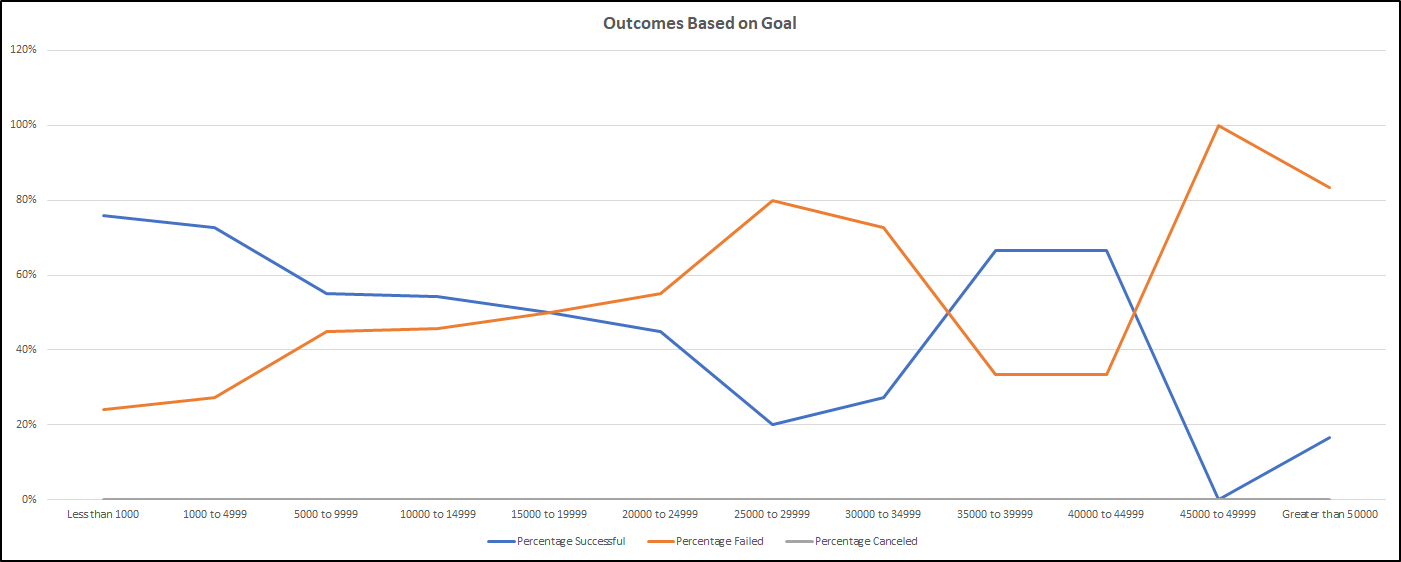 Outcomes Based on Goal
120%
100%
80%
60%
40%
20%
0%
Less than 1000 1000 to 4999 5000 to 9999 10000 to 14999 15000 to 19999 20000 to 24999 25000 to 29999 30000 to 34999 35000 to 39999 40000 to 44999 45000 to 49999 Greater than 50000
Percentage Successful Percentage Failed Percentage Canceled